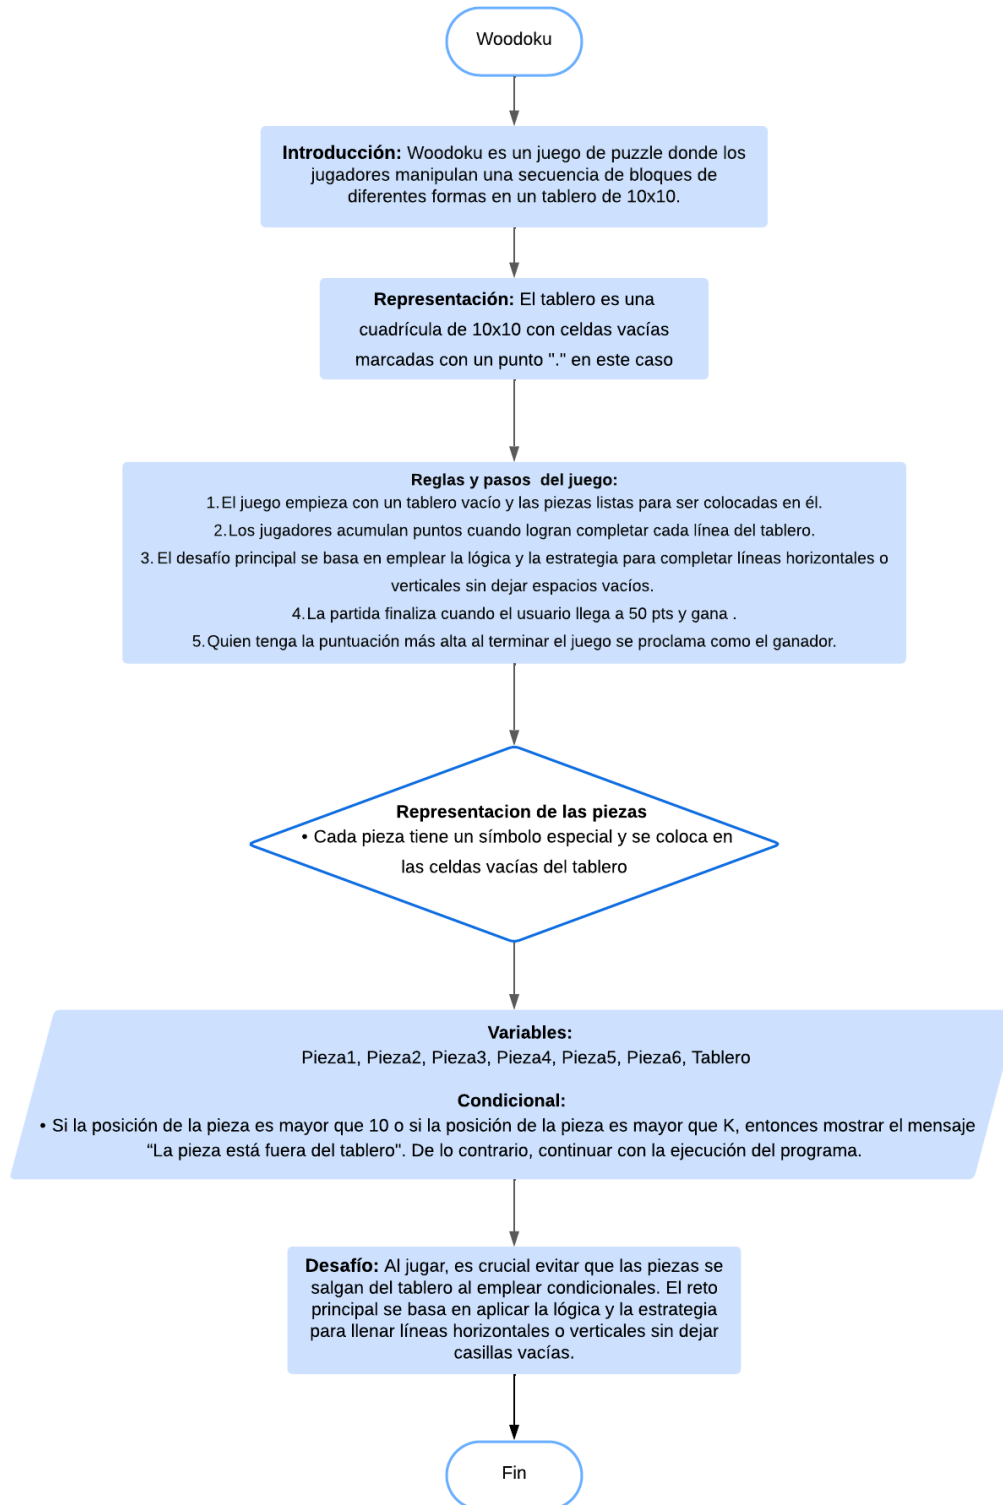 Woodoku
Introducción: Woodoku es un juego de puzzle donde los
jugadores manipulan una secuencia de bloques de
diferentes formas en un tablero de 10x10.
Representación: El tablero es una
cuadrícula de 10x10 con celdas vacías
marcadas con un punto "." en este caso
Reglas y pasos  del juego:
1. El juego empieza con un tablero vacío y las piezas listas para ser colocadas en él.
2. Los jugadores acumulan puntos cuando logran completar cada línea del tablero.
3. El desafío principal se basa en emplear la lógica y la estrategia para completar líneas horizontales o
verticales sin dejar espacios vacíos.
4. La partida finaliza cuando el usuario llega a 50 pts y gana .
5. Quien tenga la puntuación más alta al terminar el juego se proclama como el ganador.
Representacion de las piezas
• Cada pieza tiene un símbolo especial y se coloca en
las celdas vacías del tablero
Variables:
Pieza1, Pieza2, Pieza3, Pieza4, Pieza5, Pieza6, Tablero
Condicional:
• Si la posición de la pieza es mayor que 10 o si la posición de la pieza es mayor que K, entonces mostrar el mensaje
“La pieza está fuera del tablero". De lo contrario, continuar con la ejecución del programa.
Desafío: Al jugar, es crucial evitar que las piezas se
salgan del tablero al emplear condicionales. El reto
principal se basa en aplicar la lógica y la estrategia
para llenar líneas horizontales o verticales sin dejar
casillas vacías.
Fin